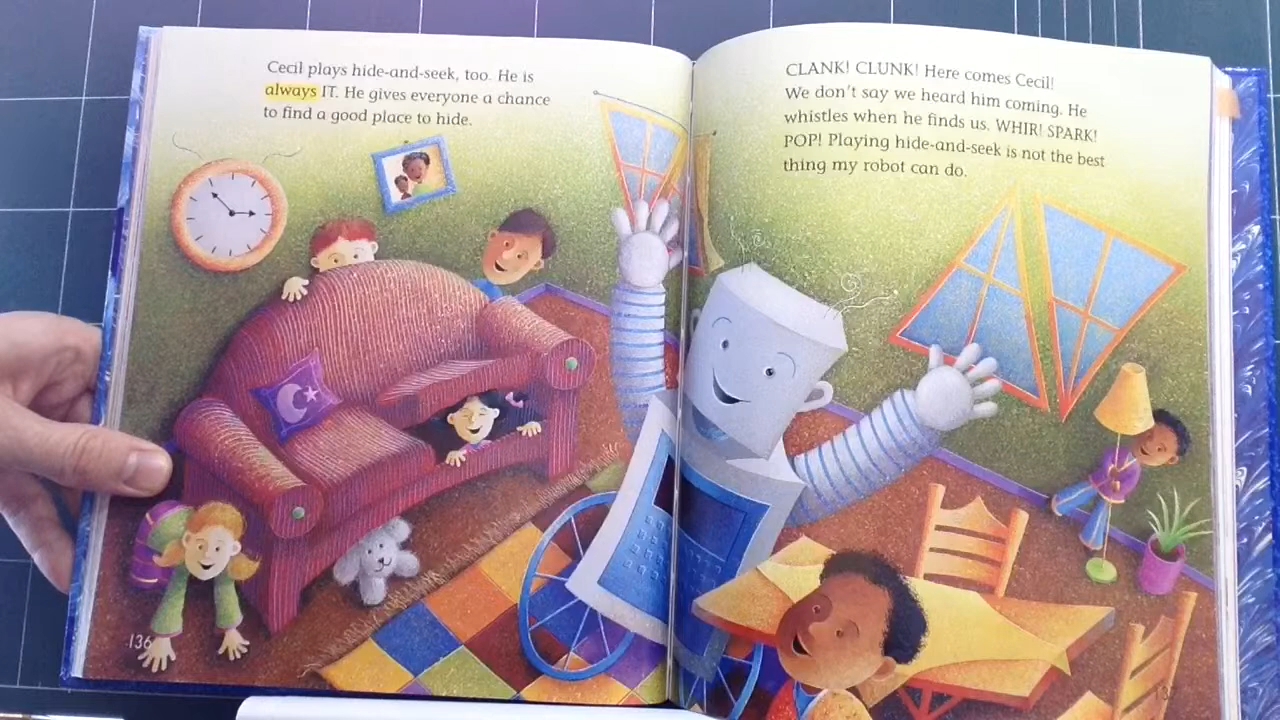 Cecil plays hide-and-seek, too. He is
always IT. He gives everyone a chance
to find a good place to hide.
CLANK! CLUNK! Here comes Cecil!
We don't say we heard him coming. He
whistles when he finds us. WHIR! SPARK!
POP! Playing hide-and-seek is not the best
thing my robot can do.
136